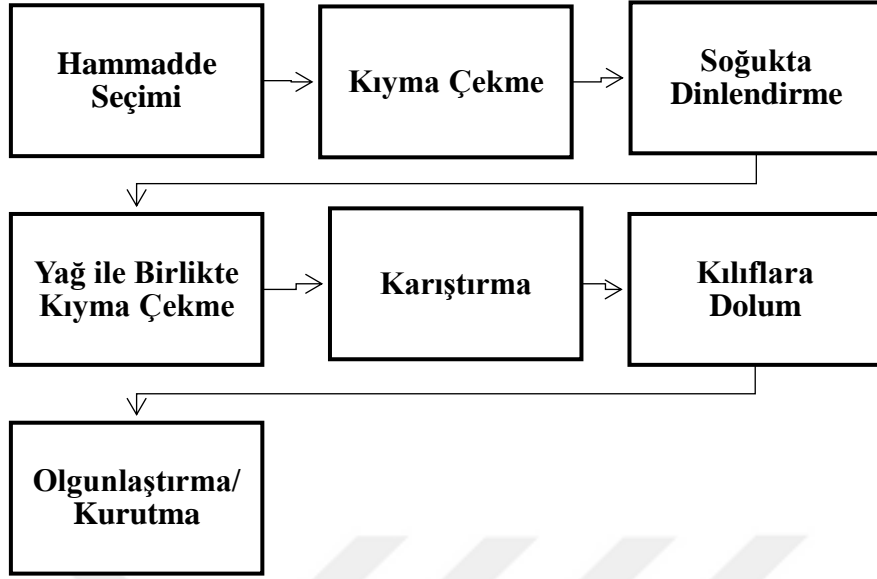 Hammadde
Seçimi
Kıyma Çekme
Soğukta
Dinlendirme
Yağ ile Birlikte
Kıyma Çekme
Karıştırma
Kılıflara
Dolum
Olgunlaştırma/
Kurutma